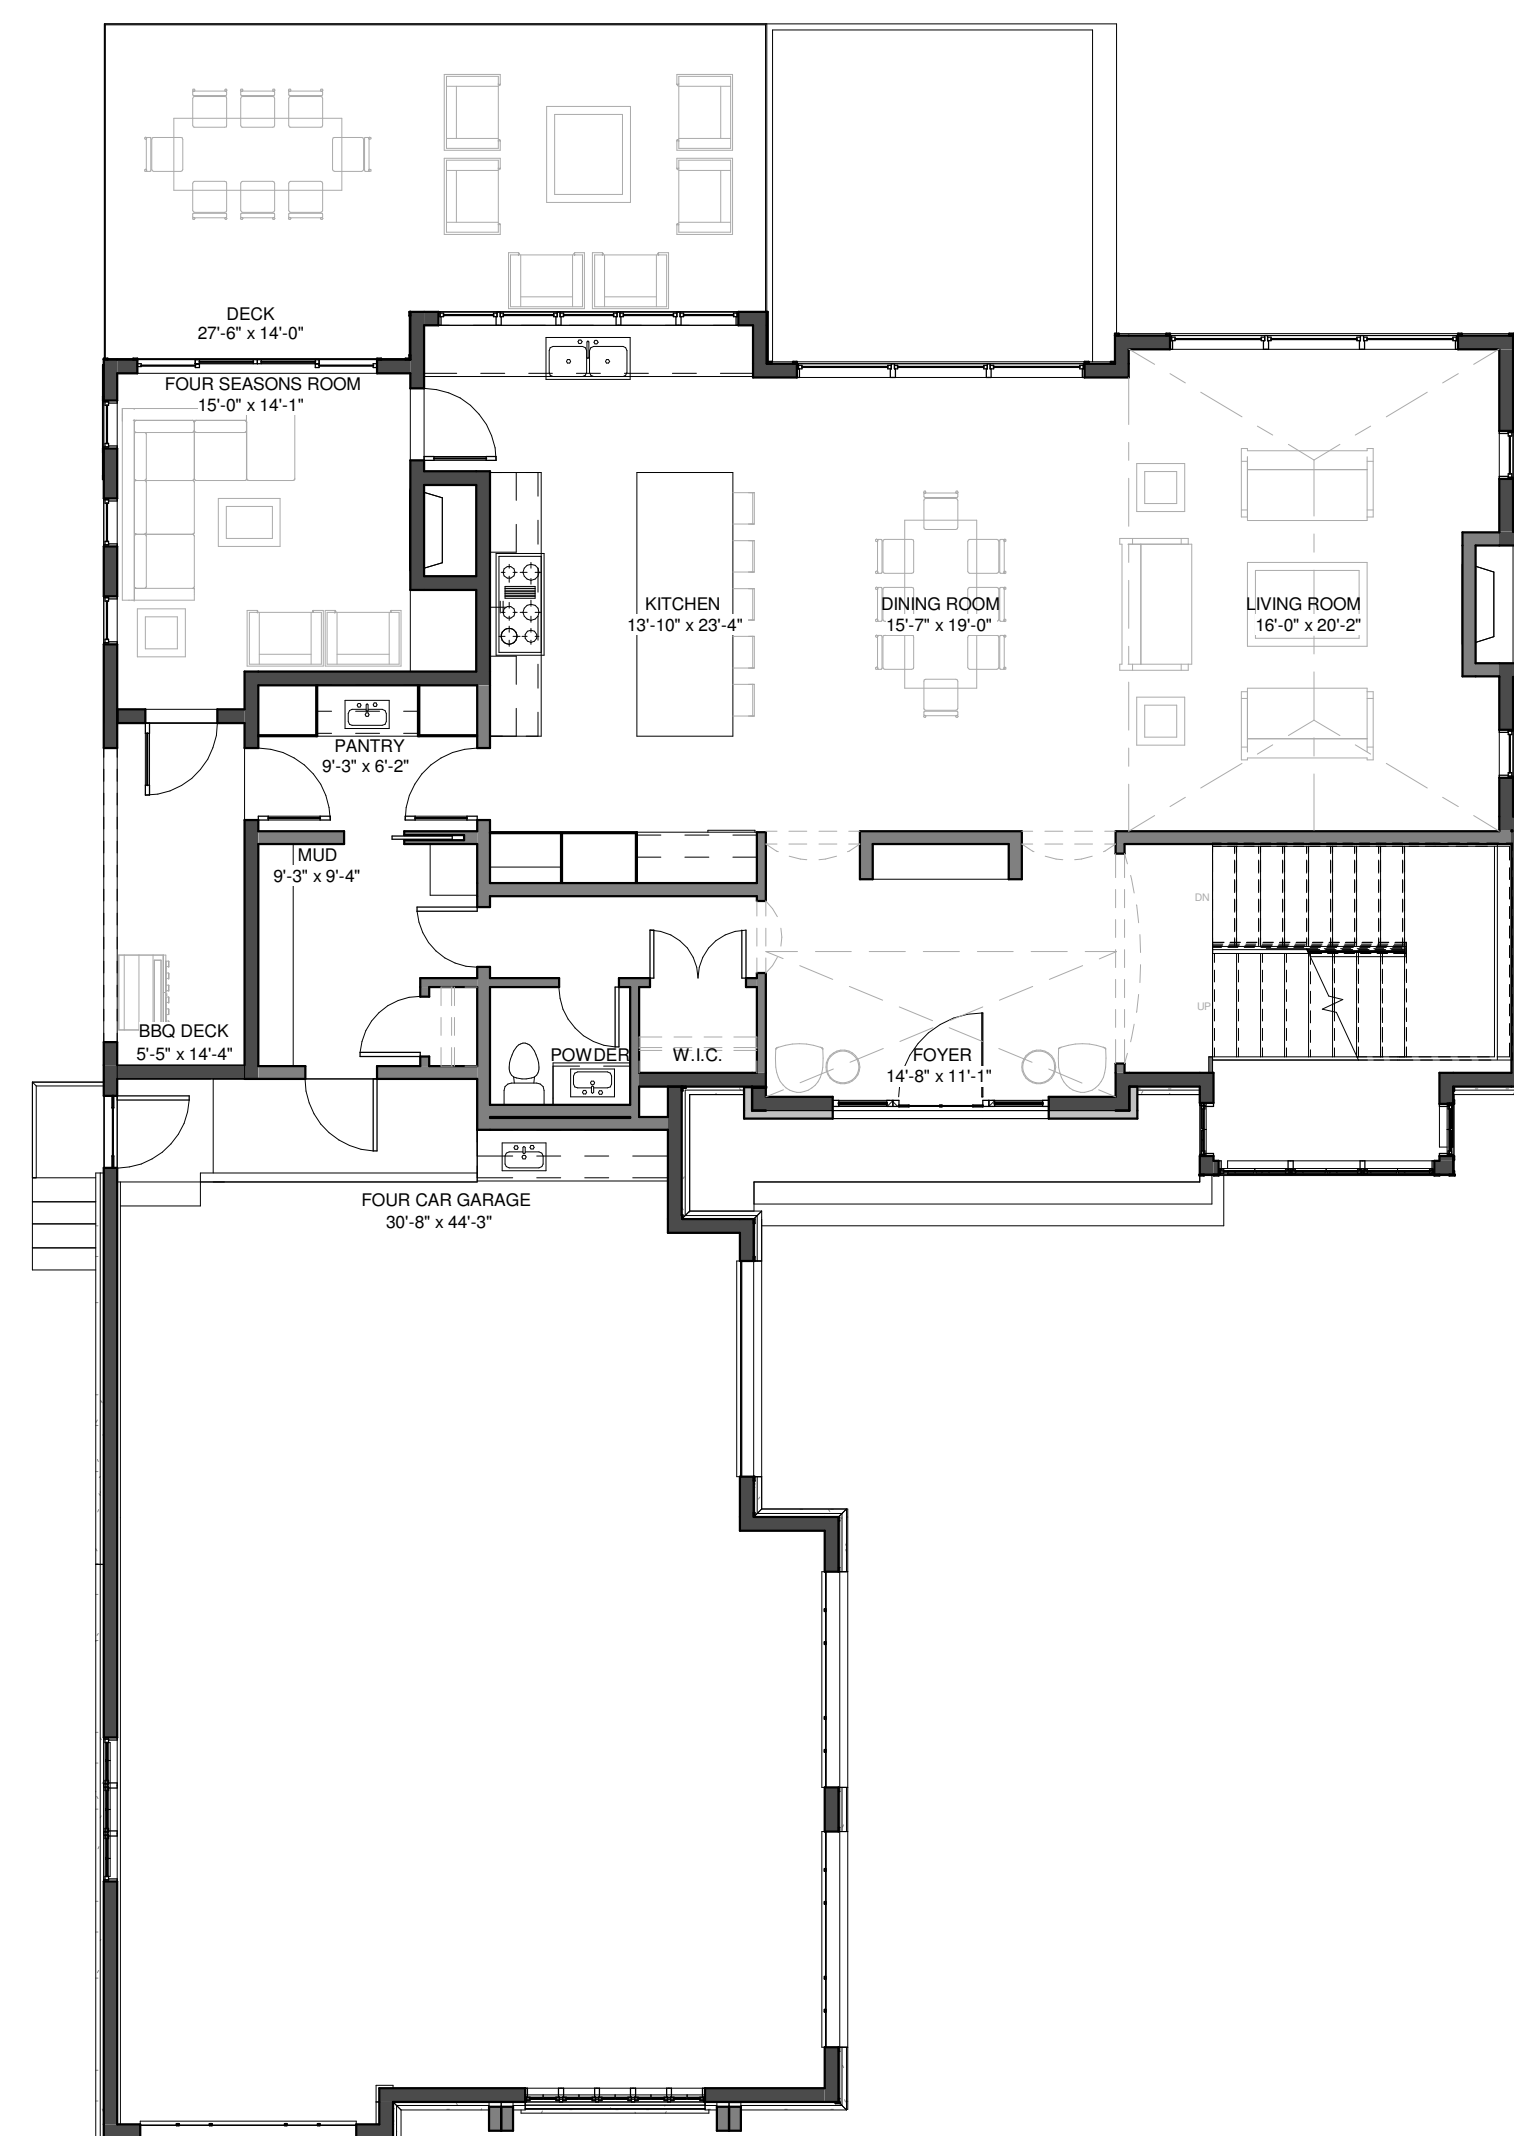 DECK
27'-6" x 14'-0"
FOUR SEASONS ROOM
15'-0" x 14'-1"
KITCHEN
13'-10" x 23'-4"
DINING ROOM
15'-7" x 19'-0"
LIVING ROOM
16'-0" x 20'-2"
PANTRY
9'-3" x 6'-2"
MUD
9'-3" x 9'-4"
DN
UP
BBQ DECK
5'-5" x 14'-4"
POWDER
W.I.C.
FOYER
14'-8" x 11'-1"
FOUR CAR GARAGE
30'-8" x 44'-3"